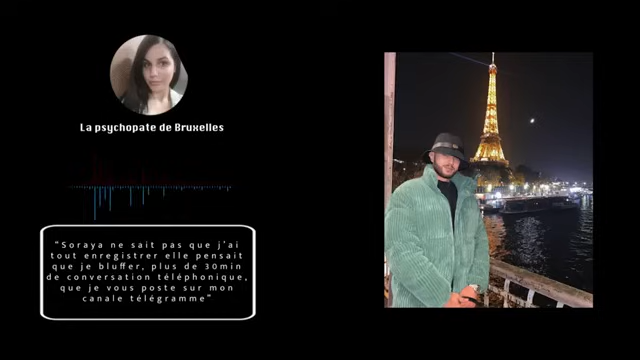 La psychopate de Bruxelles
"Soraya ne sait pas que j'ai
tout enregistrer elle pensait
que je bluffer, plus de 30min
de conversation téléphonique,
que je vous poste sur mon
canale télégramme"